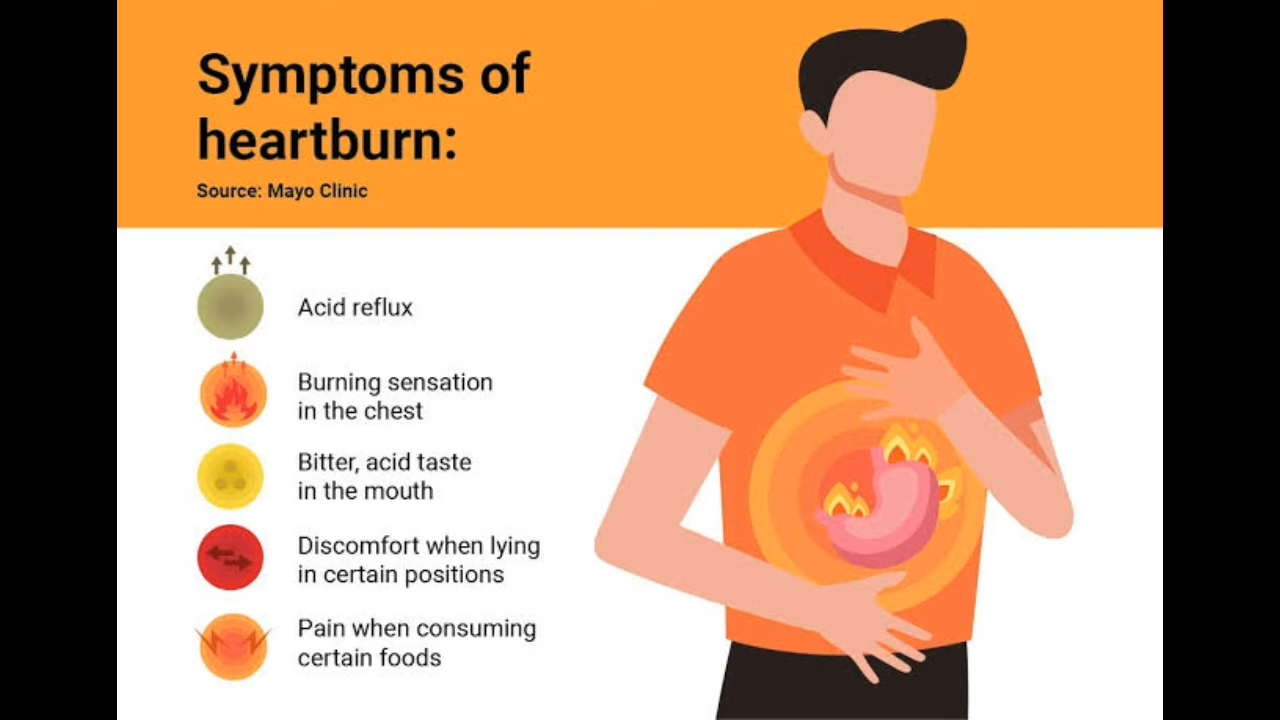 Symptoms of
heartburn:
Source: Mayo Clinic
Acid reflux
Burning sensation
in the chest
Bitter, acid taste
in the mouth
Discomfort when lying
in certain positions
Pain when consuming
certain foods